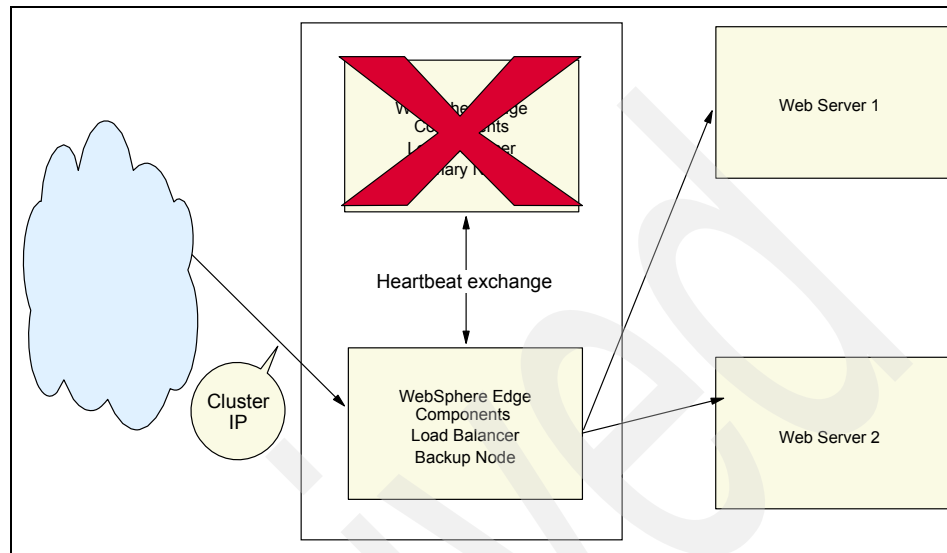 Web Server 1
Heartbeat exchange
Cluster
IP
WebSphere Edge
Components
Load Balancer
Backup Node
Web Server 2